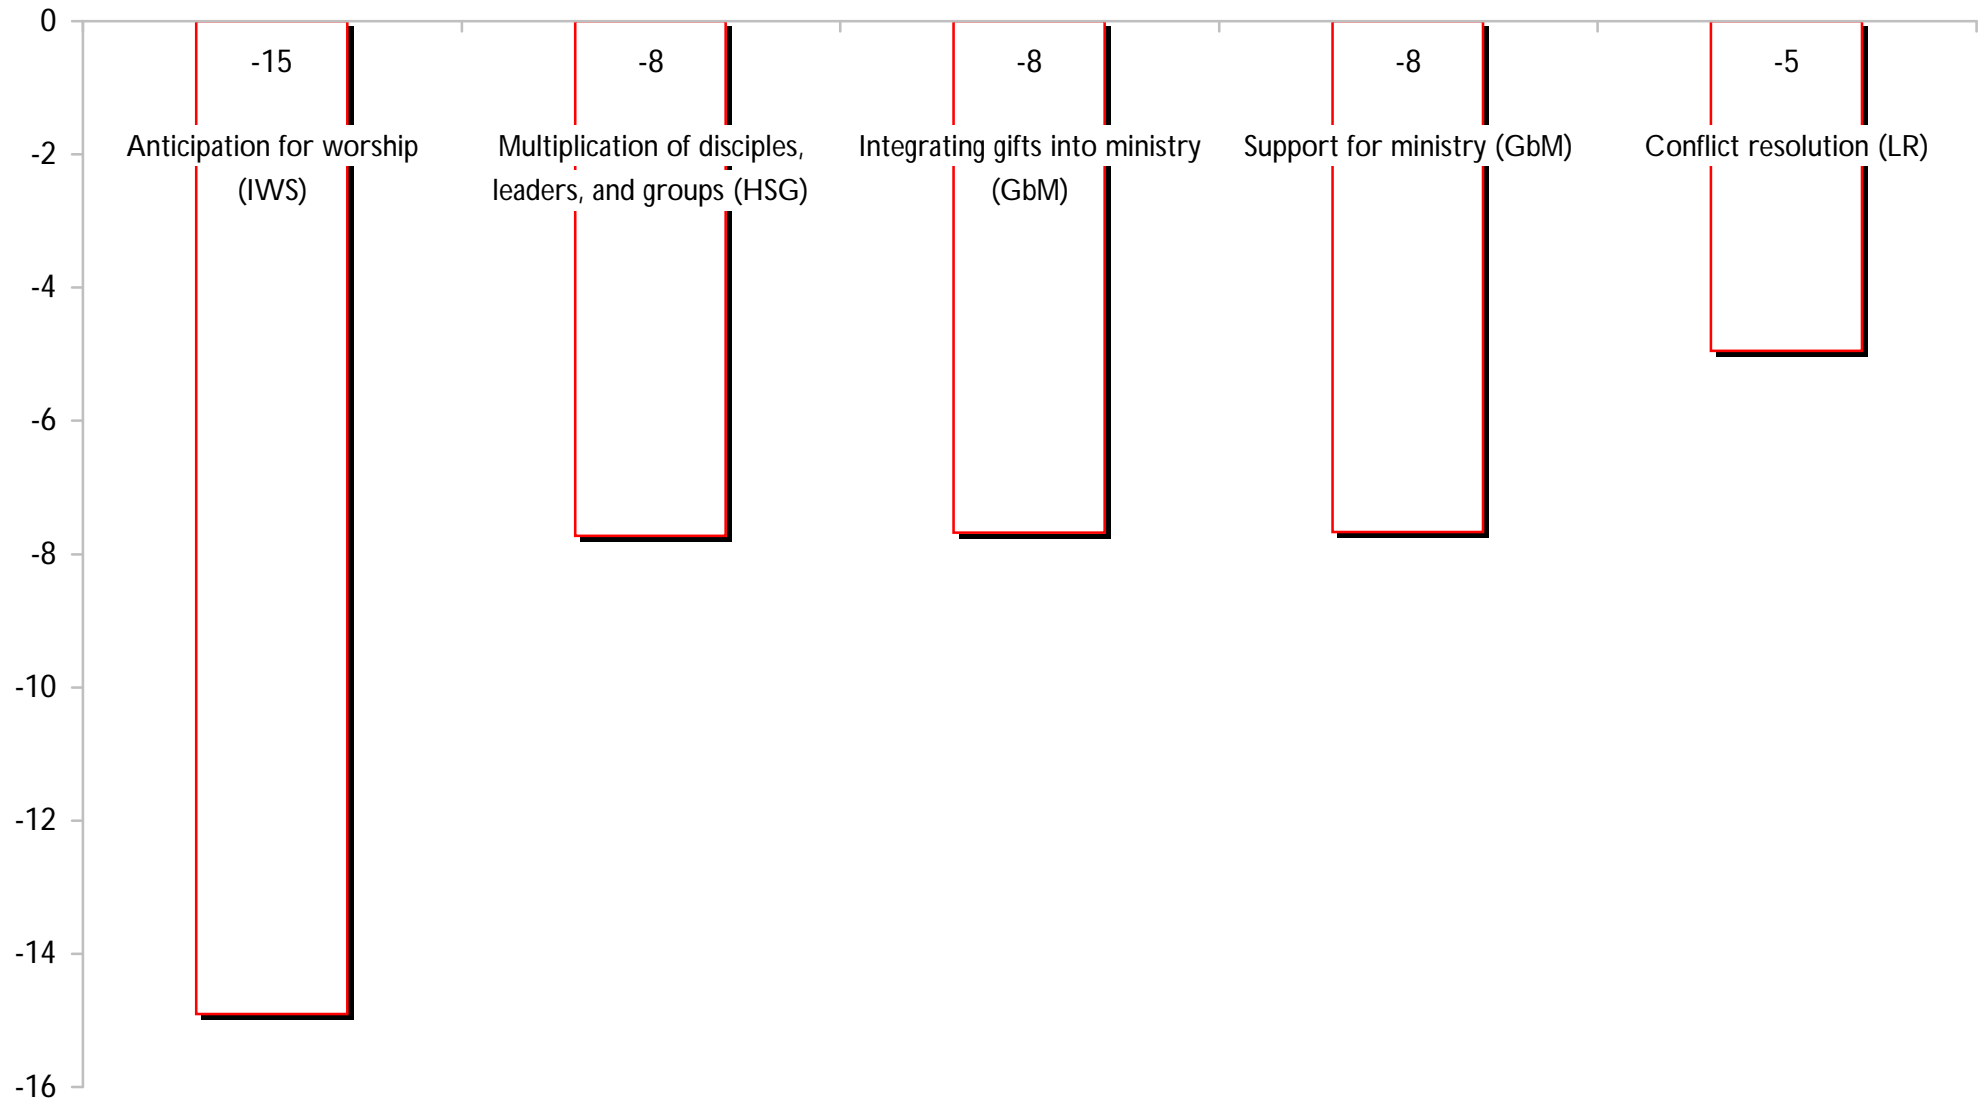 0
-2
-4
-6
-8
-10
-12
-14
-16
-15
-8
-8
-8
-5
Anticipation for worship
(IWS)
Multiplication of disciples,
leaders, and groups (HSG)
Integrating gifts into ministry
(GbM)
Support for ministry (GbM)
Conflict resolution (LR)